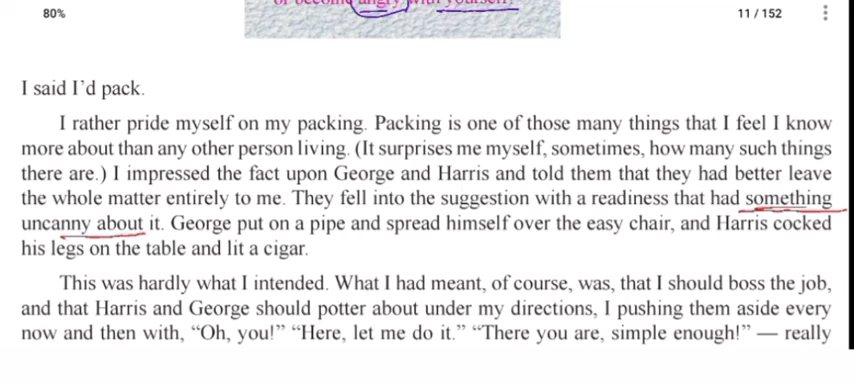 80%
or become angry with yourself.
11 / 152
I said I'd pack.
I rather pride myself on my packing. Packing is one of those many things that I feel I know
more about than any other person living. (It surprises me myself, sometimes, how many such things
there are.) I impressed the fact upon George and Harris and told them that they had better leave
the whole matter entirely to me. They fell into the suggestion with a readiness that had something
uncanny about it. George put on a pipe and spread himself over the easy chair, and Harris cocked
his legs on the table and lit a cigar.
This was hardly what I intended. What I had meant, of course, was, that I should boss the job,
and that Harris and George should potter about under my directions, I pushing them aside every
now and then with, “Oh, you!” “Here, let me do it.” “There you are, simple enough!” — really